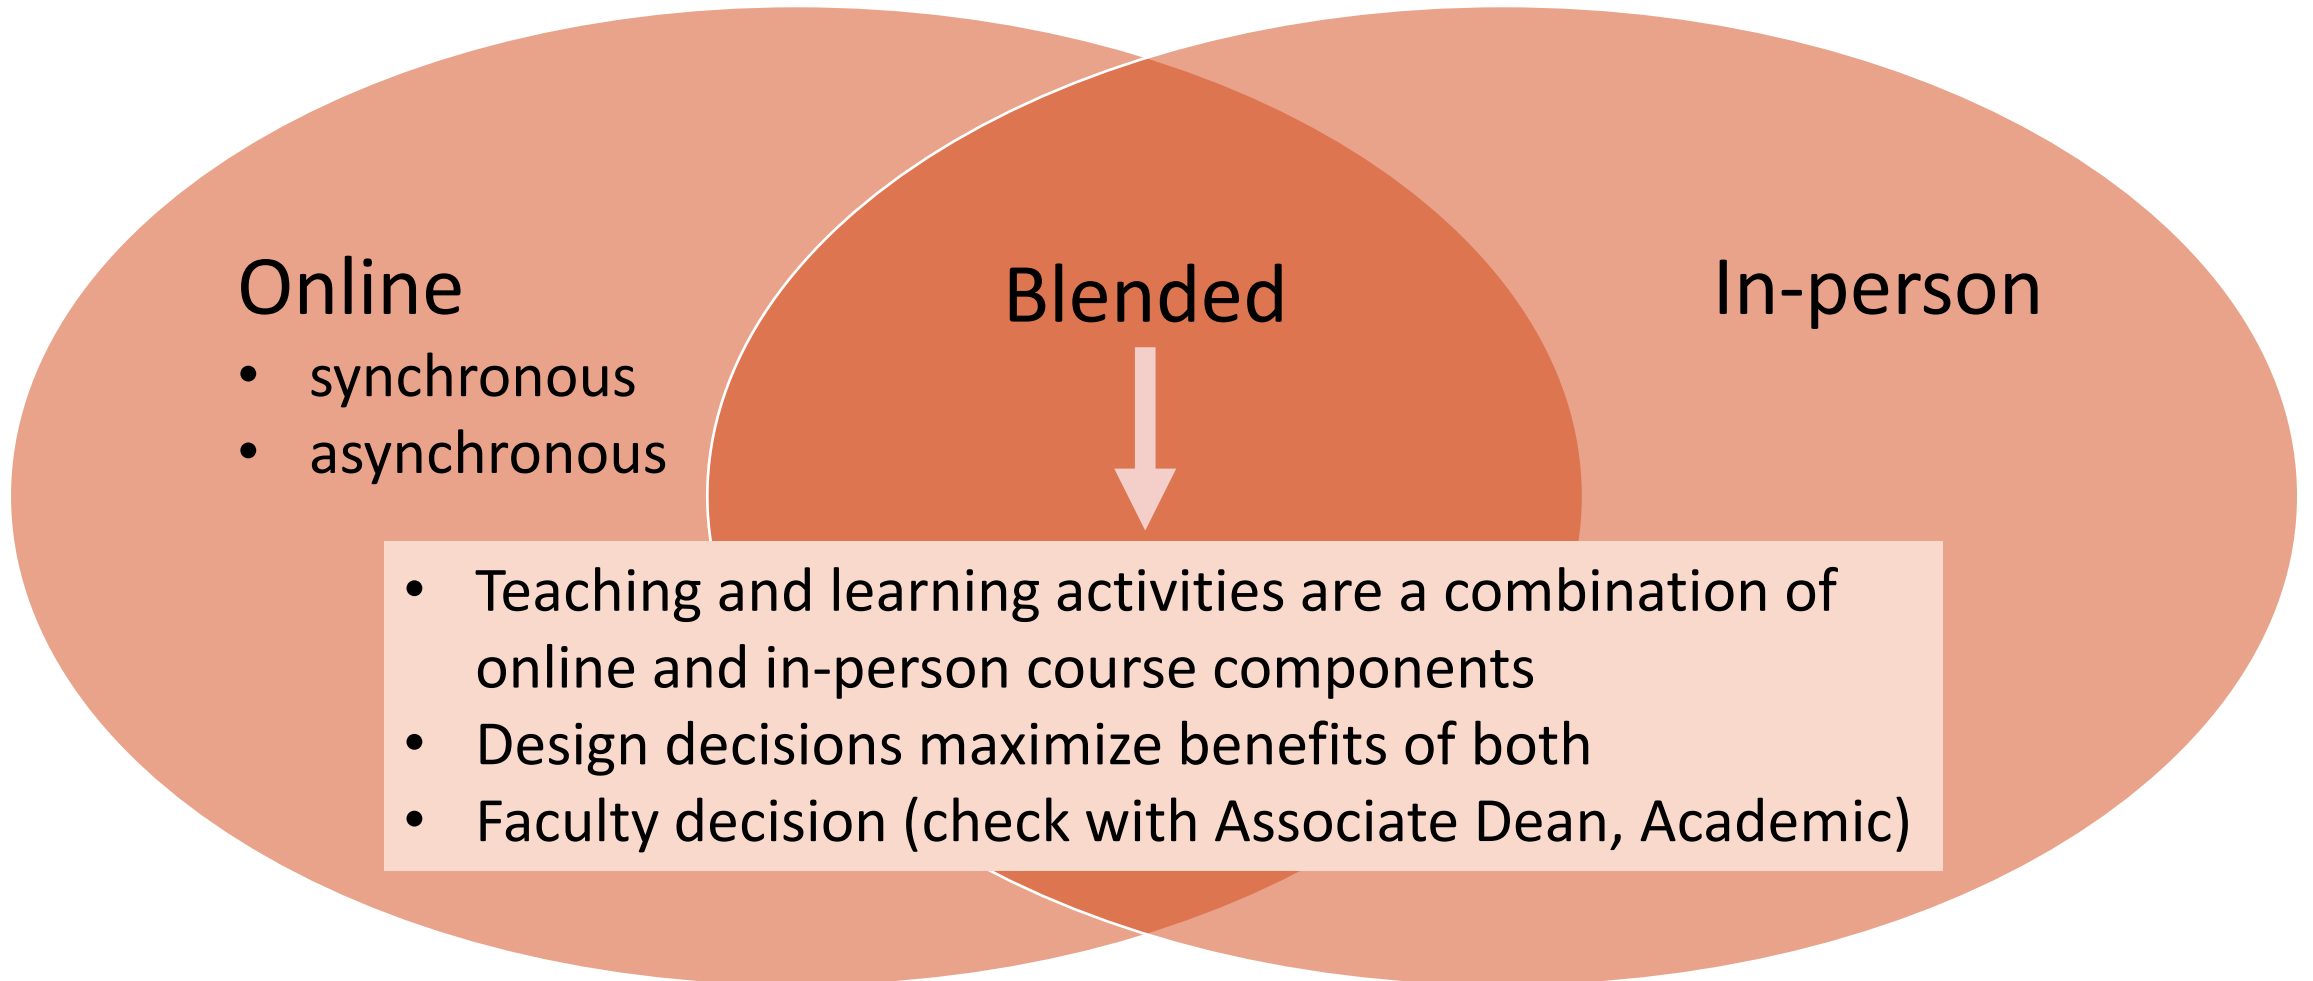 Online
• synchronous
• asynchronous
Blended
In-person
• Teaching and learning activities are a combination of
online and in-person course components
• Design decisions maximize benefits of both
• Faculty decision (check with Associate Dean, Academic)